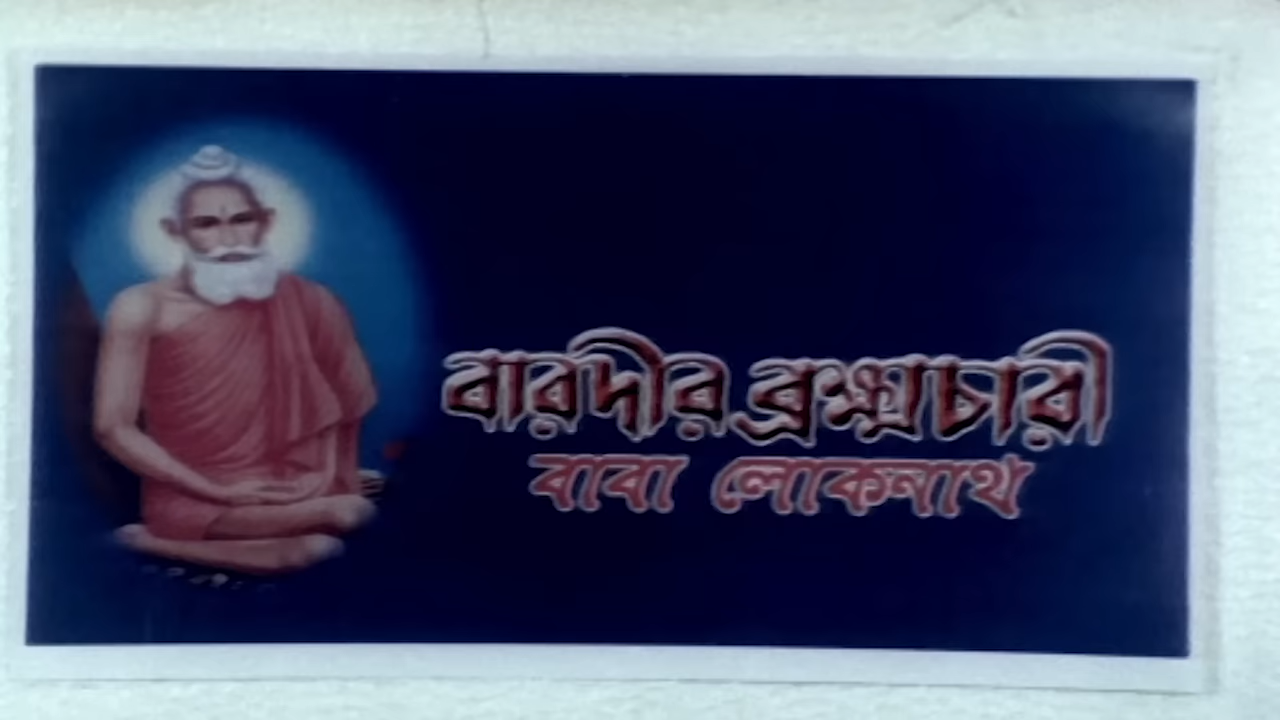 বারদীর ব্রহ্মচারী
বাবা লোকনাথ